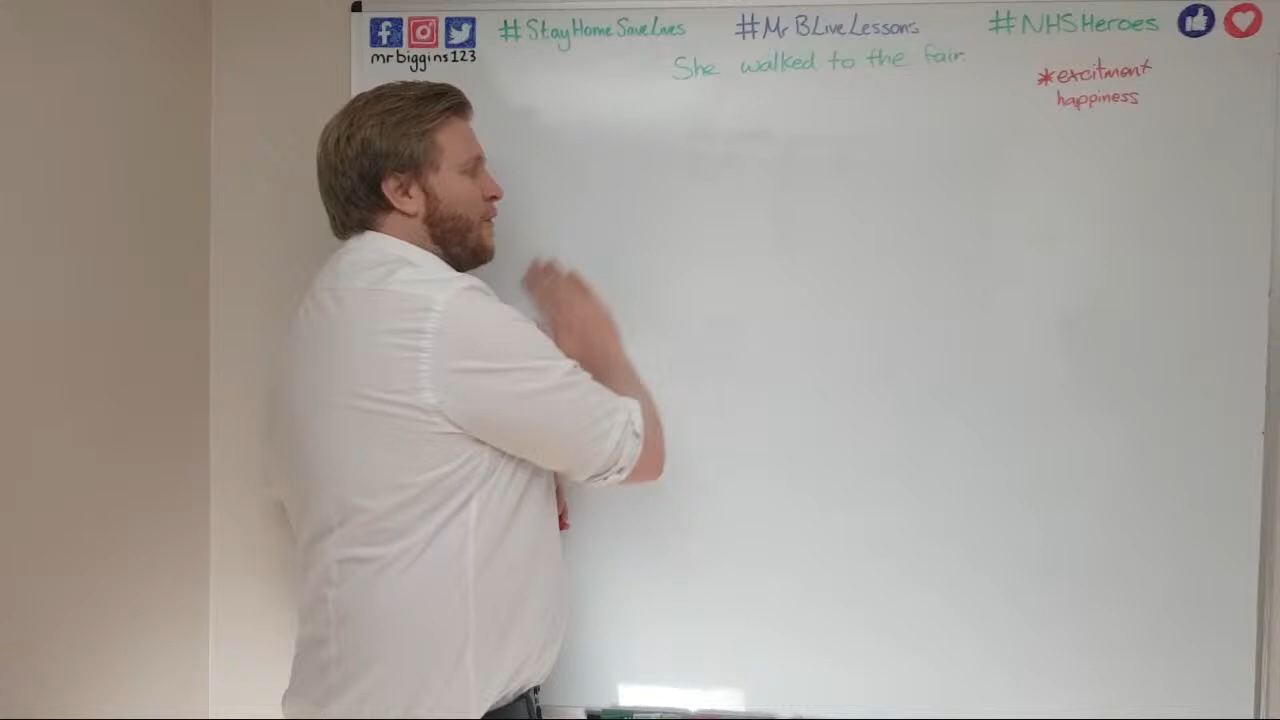 #StayHomeSaveLives #MrBLiveLessons #NHSHeroes
mrbiggins123
She walked to the fair.
*excitment
happiness